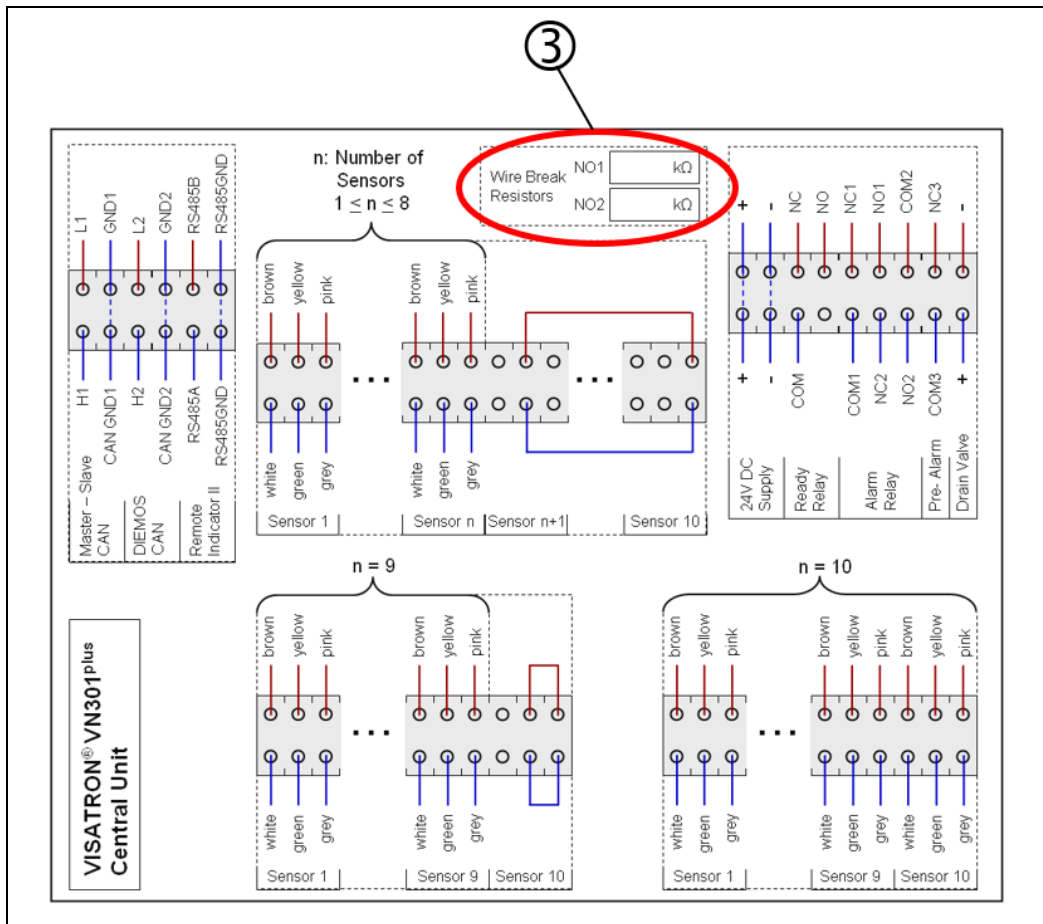 3
n: Number of
Sensors
1 ≤ n ≤ 8
Wire Break
Resistors
NO1
kΩ
NO2
kΩ
L1
GND1
L2
GND2
RS485B
RS485GND
H1
CAN GND1
H2
CAN GND2
RS485A
RS485GND
Master – Slave
CAN
DIEMOS
CAN
Remote
Indicator II
brown
yellow
pink
brown
yellow
pink
...
...
white
green
grey
white
green
grey
Sensor 1
Sensor n
Sensor n+1
Sensor 10
+
-
NC
NO
NC1
NO1
COM2
NC3
-
+
-
COM
COM1
NC2
NO2
COM3
+
24V DC
Supply
Ready
Relay
Alarm
Relay
Pre- Alarm
Drain Valve
n = 9
brown
yellow
pink
brown
yellow
pink
...
white
green
grey
white
green
grey
Sensor 1
Sensor 9
Sensor 10
n = 10
brown
yellow
pink
brown
yellow
pink
brown
yellow
pink
...
white
green
grey
white
green
grey
white
green
grey
Sensor 1
Sensor 9
Sensor 10
VISATRON® VN301plus
Central Unit